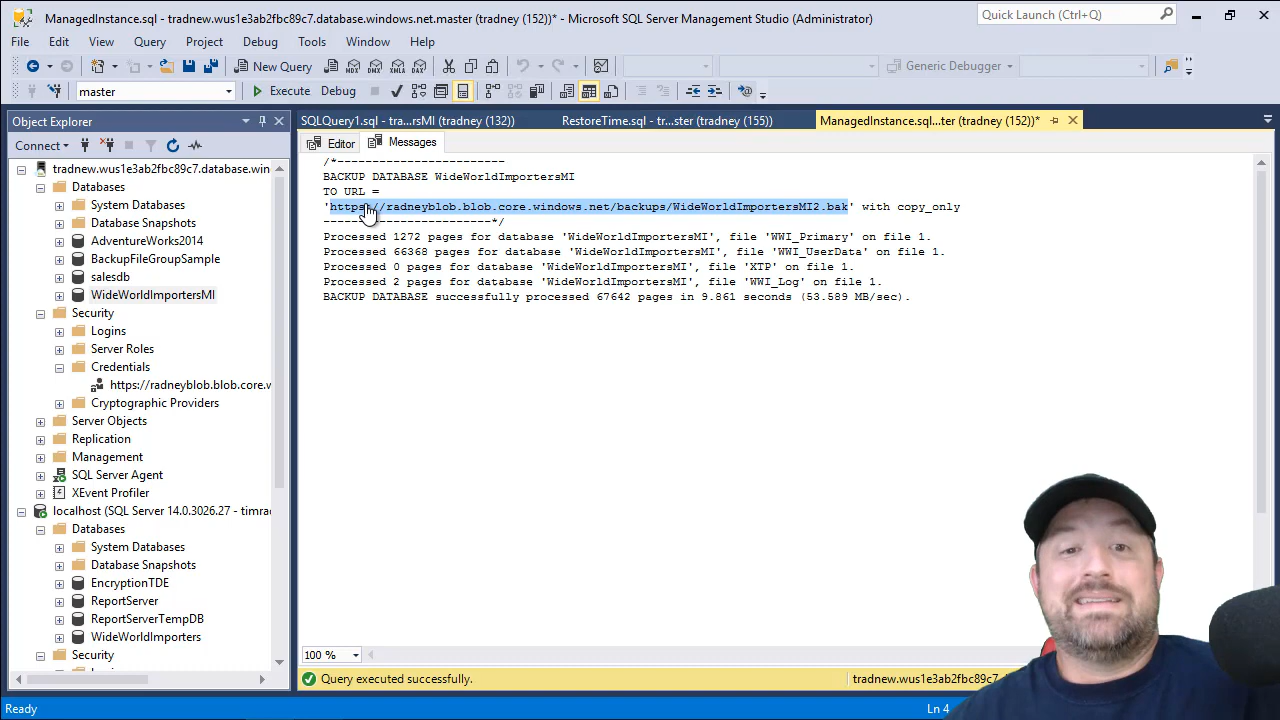 ManagedInstance.sql - tradnew.wus1e3ab2fbc89c7.database.windows.net.master (tradney (152))* - Microsoft SQL Server Management Studio (Administrator)
Quick Launch (Ctrl+Q)
File Edit View Query Project Debug Tools Window Help
New Query
MDX DMX XMLA DAX
Generic Debugger
master
Execute Debug
Object Explorer
SQLQuery1.sql - tra...rsMI (tradney (132))
RestoreTime.sql - tra...ster (tradney (155))
ManagedInstance.sql...ter (tradney (152))*
Connect
Editor
Messages
tradnew.wus1e3ab2fbc89c7.database.win
Databases
System Databases
Database Snapshots
AdventureWorks2014
BackupFileGroupSample
salesdb
WideWorldImportersMI
Security
Logins
Server Roles
Credentials
https://radneyblob.blob.core.w
Cryptographic Providers
Server Objects
Replication
Management
SQL Server Agent
XEvent Profiler
localhost (SQL Server 14.0.3026.27 - timrad
Databases
System Databases
Database Snapshots
EncryptionTDE
ReportServer
ReportServerTempDB
WideWorldImporters
Security
/*------------------------
BACKUP DATABASE WideWorldImportersMI
TO URL =
'https://radneyblob.blob.core.windows.net/backups/WideWorldImportersMI2.bak' with copy_only
------------------------*/
Processed 1272 pages for database 'WideWorldImportersMI', file 'WWI_Primary' on file 1.
Processed 66368 pages for database 'WideWorldImportersMI', file 'WWI_UserData' on file 1.
Processed 0 pages for database 'WideWorldImportersMI', file 'XTP' on file 1.
Processed 2 pages for database 'WideWorldImportersMI', file 'WWI_Log' on file 1.
BACKUP DATABASE successfully processed 67642 pages in 9.861 seconds (53.589 MB/sec).
100 %
Query executed successfully.
tradnew.wus1e3ab2fbc89c7.d
Ready
Ln 4